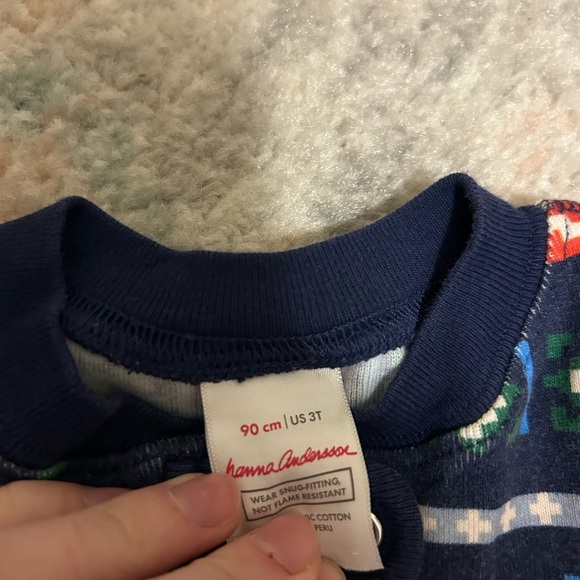 90 cm | US 3T
hanna Andersson
WEAR SNUG-FITTING,
NOT FLAME RESISTANT
COTTON
PERU